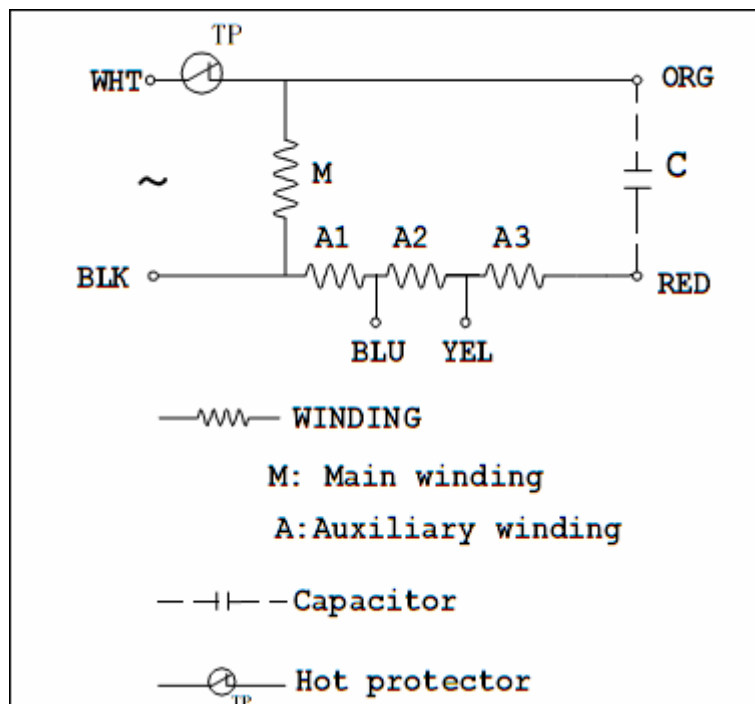 TP
WHT
ORG
M
C
~
A1 A2 A3
BLK
RED
BLU YEL
WINDING
M: Main winding
A:Auxiliary winding
Capacitor
Hot protector
TP